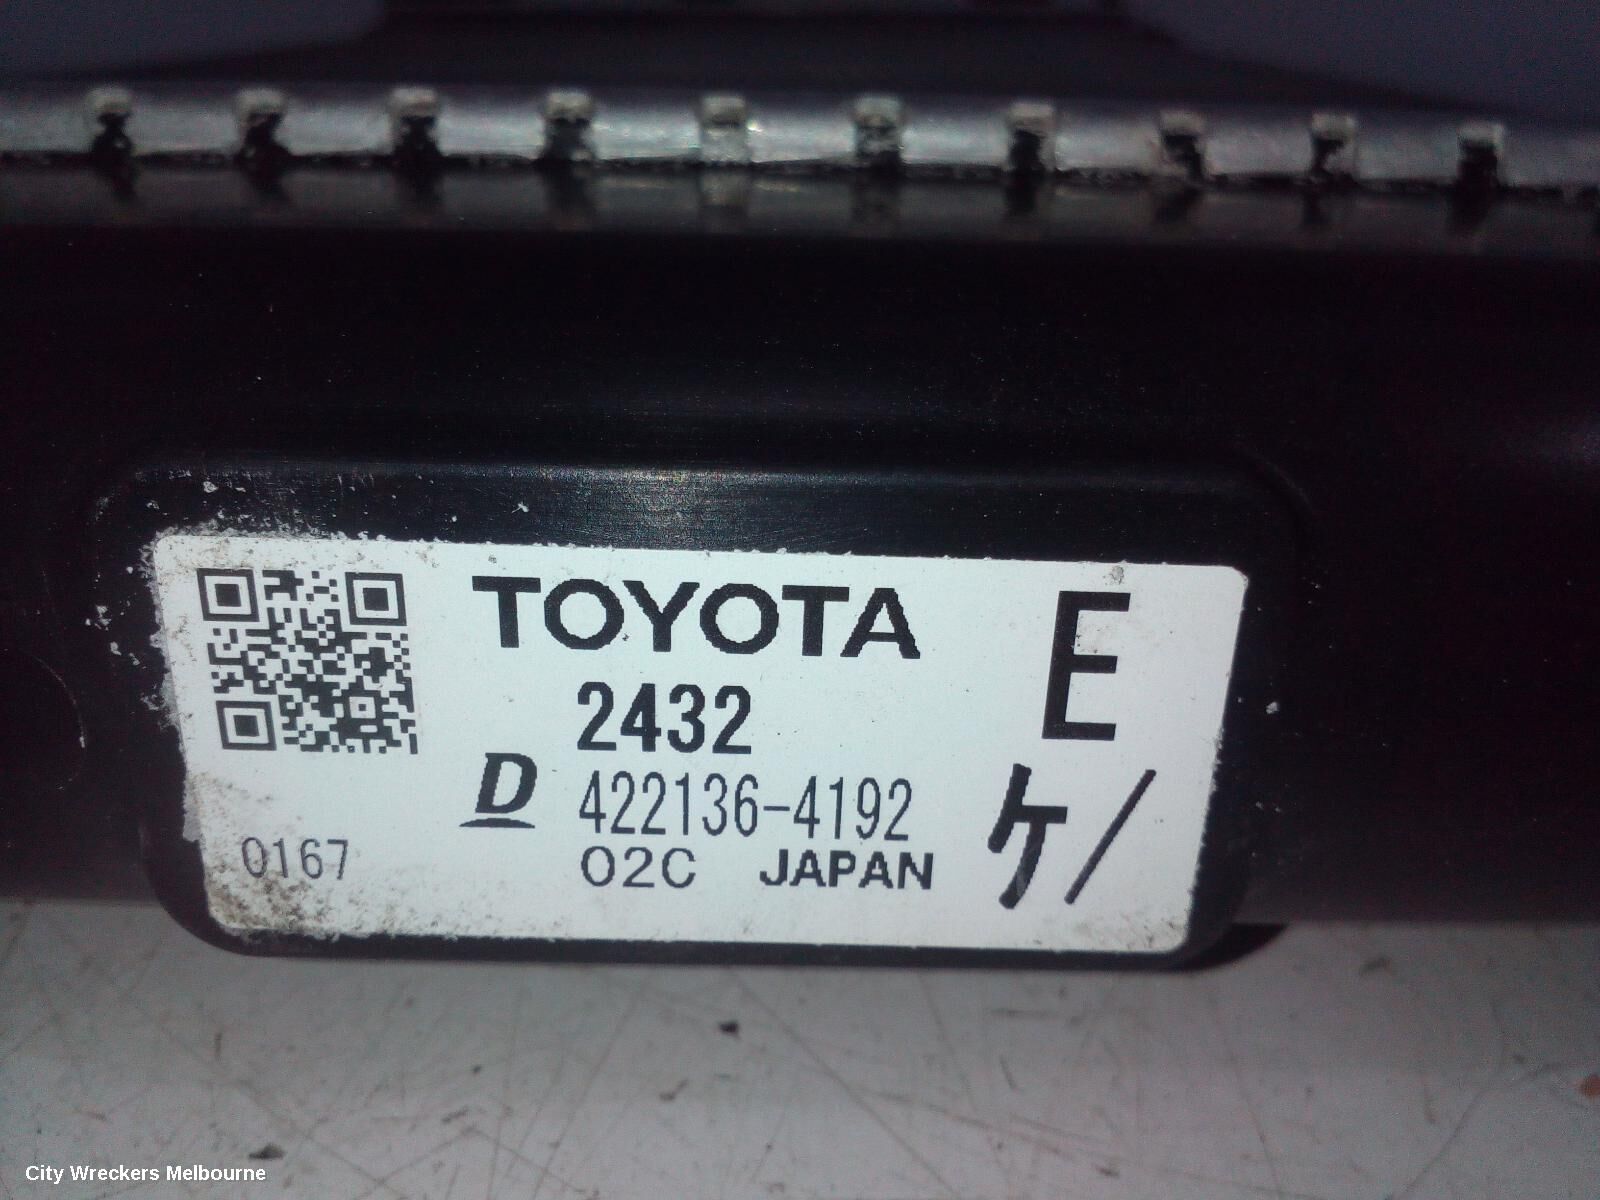 TOYOTA E
2432
D 422136-4192 ケ/
0167 02C JAPAN
City Wreckers Melbourne